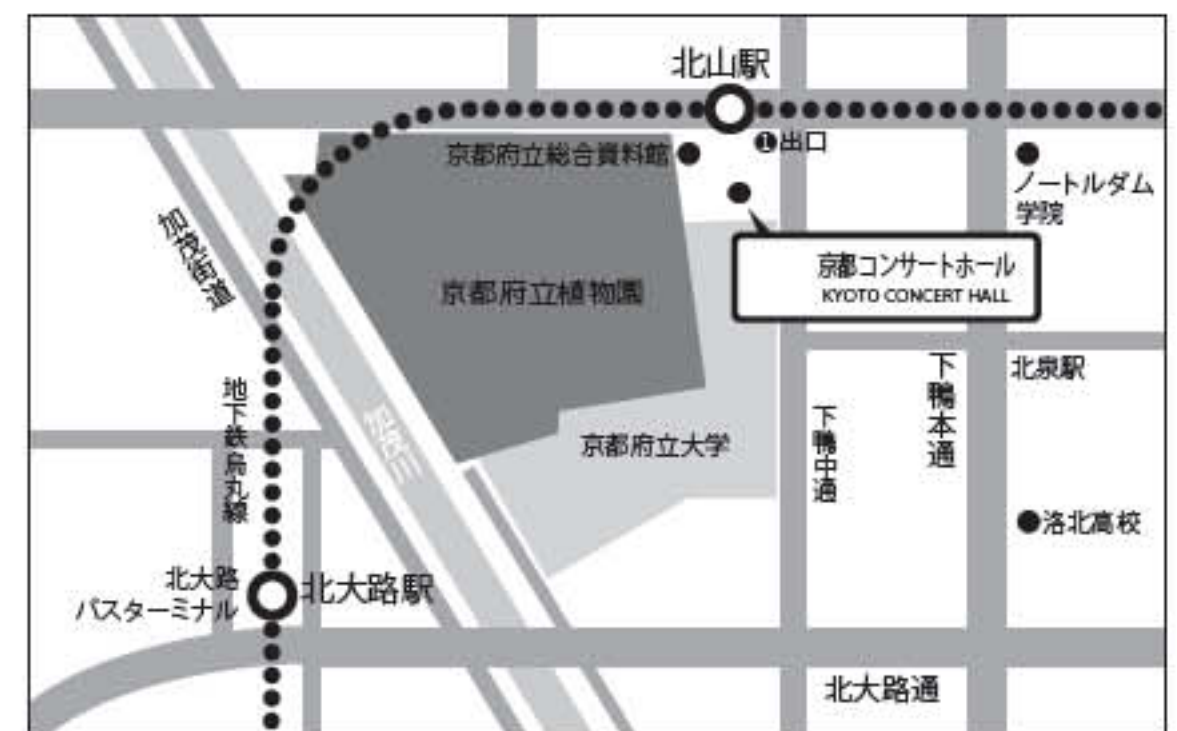 北山駅
❶出口
京都府立総合資料館
ノートルダム
学院
加茂街道
京都コンサートホール
KYOTO CONCERT HALL
京都府立植物園
北泉駅
下鴨本通
地下鉄烏丸線
下鴨中通
京都府立大学
洛北高校
北大路
バスターミナル
北大路駅
北大路通